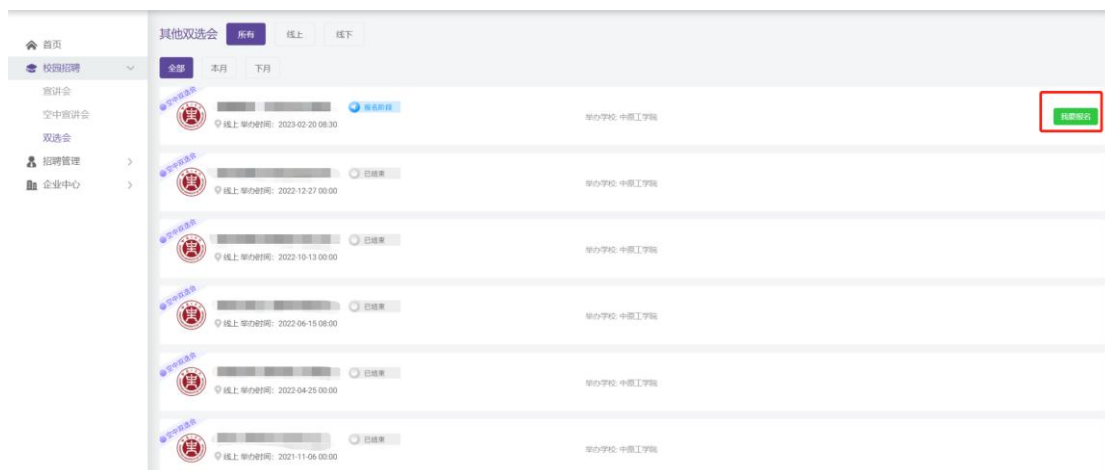 首页
校园招聘
宣讲会
空中宣讲会
双选会
招聘管理
企业中心
其他双选会 所有 线上 线下
全部 本月 下月
空中双选会
报名阶段
线上 举办时间: 2023-02-20 08:30
举办学校: 中原工学院
我要报名
空中双选会
已结束
线上 举办时间: 2022-12-27 00:00
举办学校: 中原工学院
空中双选会
已结束
线上 举办时间: 2022-10-13 00:00
举办学校: 中原工学院
空中双选会
已结束
线上 举办时间: 2022-06-15 08:00
举办学校: 中原工学院
空中双选会
已结束
线上 举办时间: 2022-04-25 00:00
举办学校: 中原工学院
空中双选会
已结束
线上 举办时间: 2021-11-06 00:00
举办学校: 中原工学院